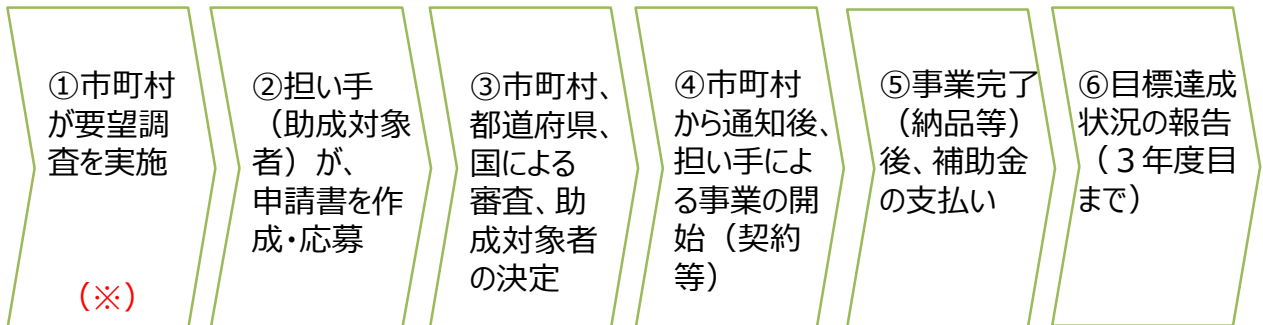 ①市町村
が要望調
査を実施
（※）
②担い手
（助成対象
者）が、
申請書を作
成・応募
③市町村、
都道府県、
国による
審査、助
成対象者
の決定
④市町村
から通知後、
担い手によ
る事業の開
始（契約
等）
⑤事業完了
（納品等）
後、補助金
の支払い
⑥目標達成
状況の報告
（３年度目
まで）